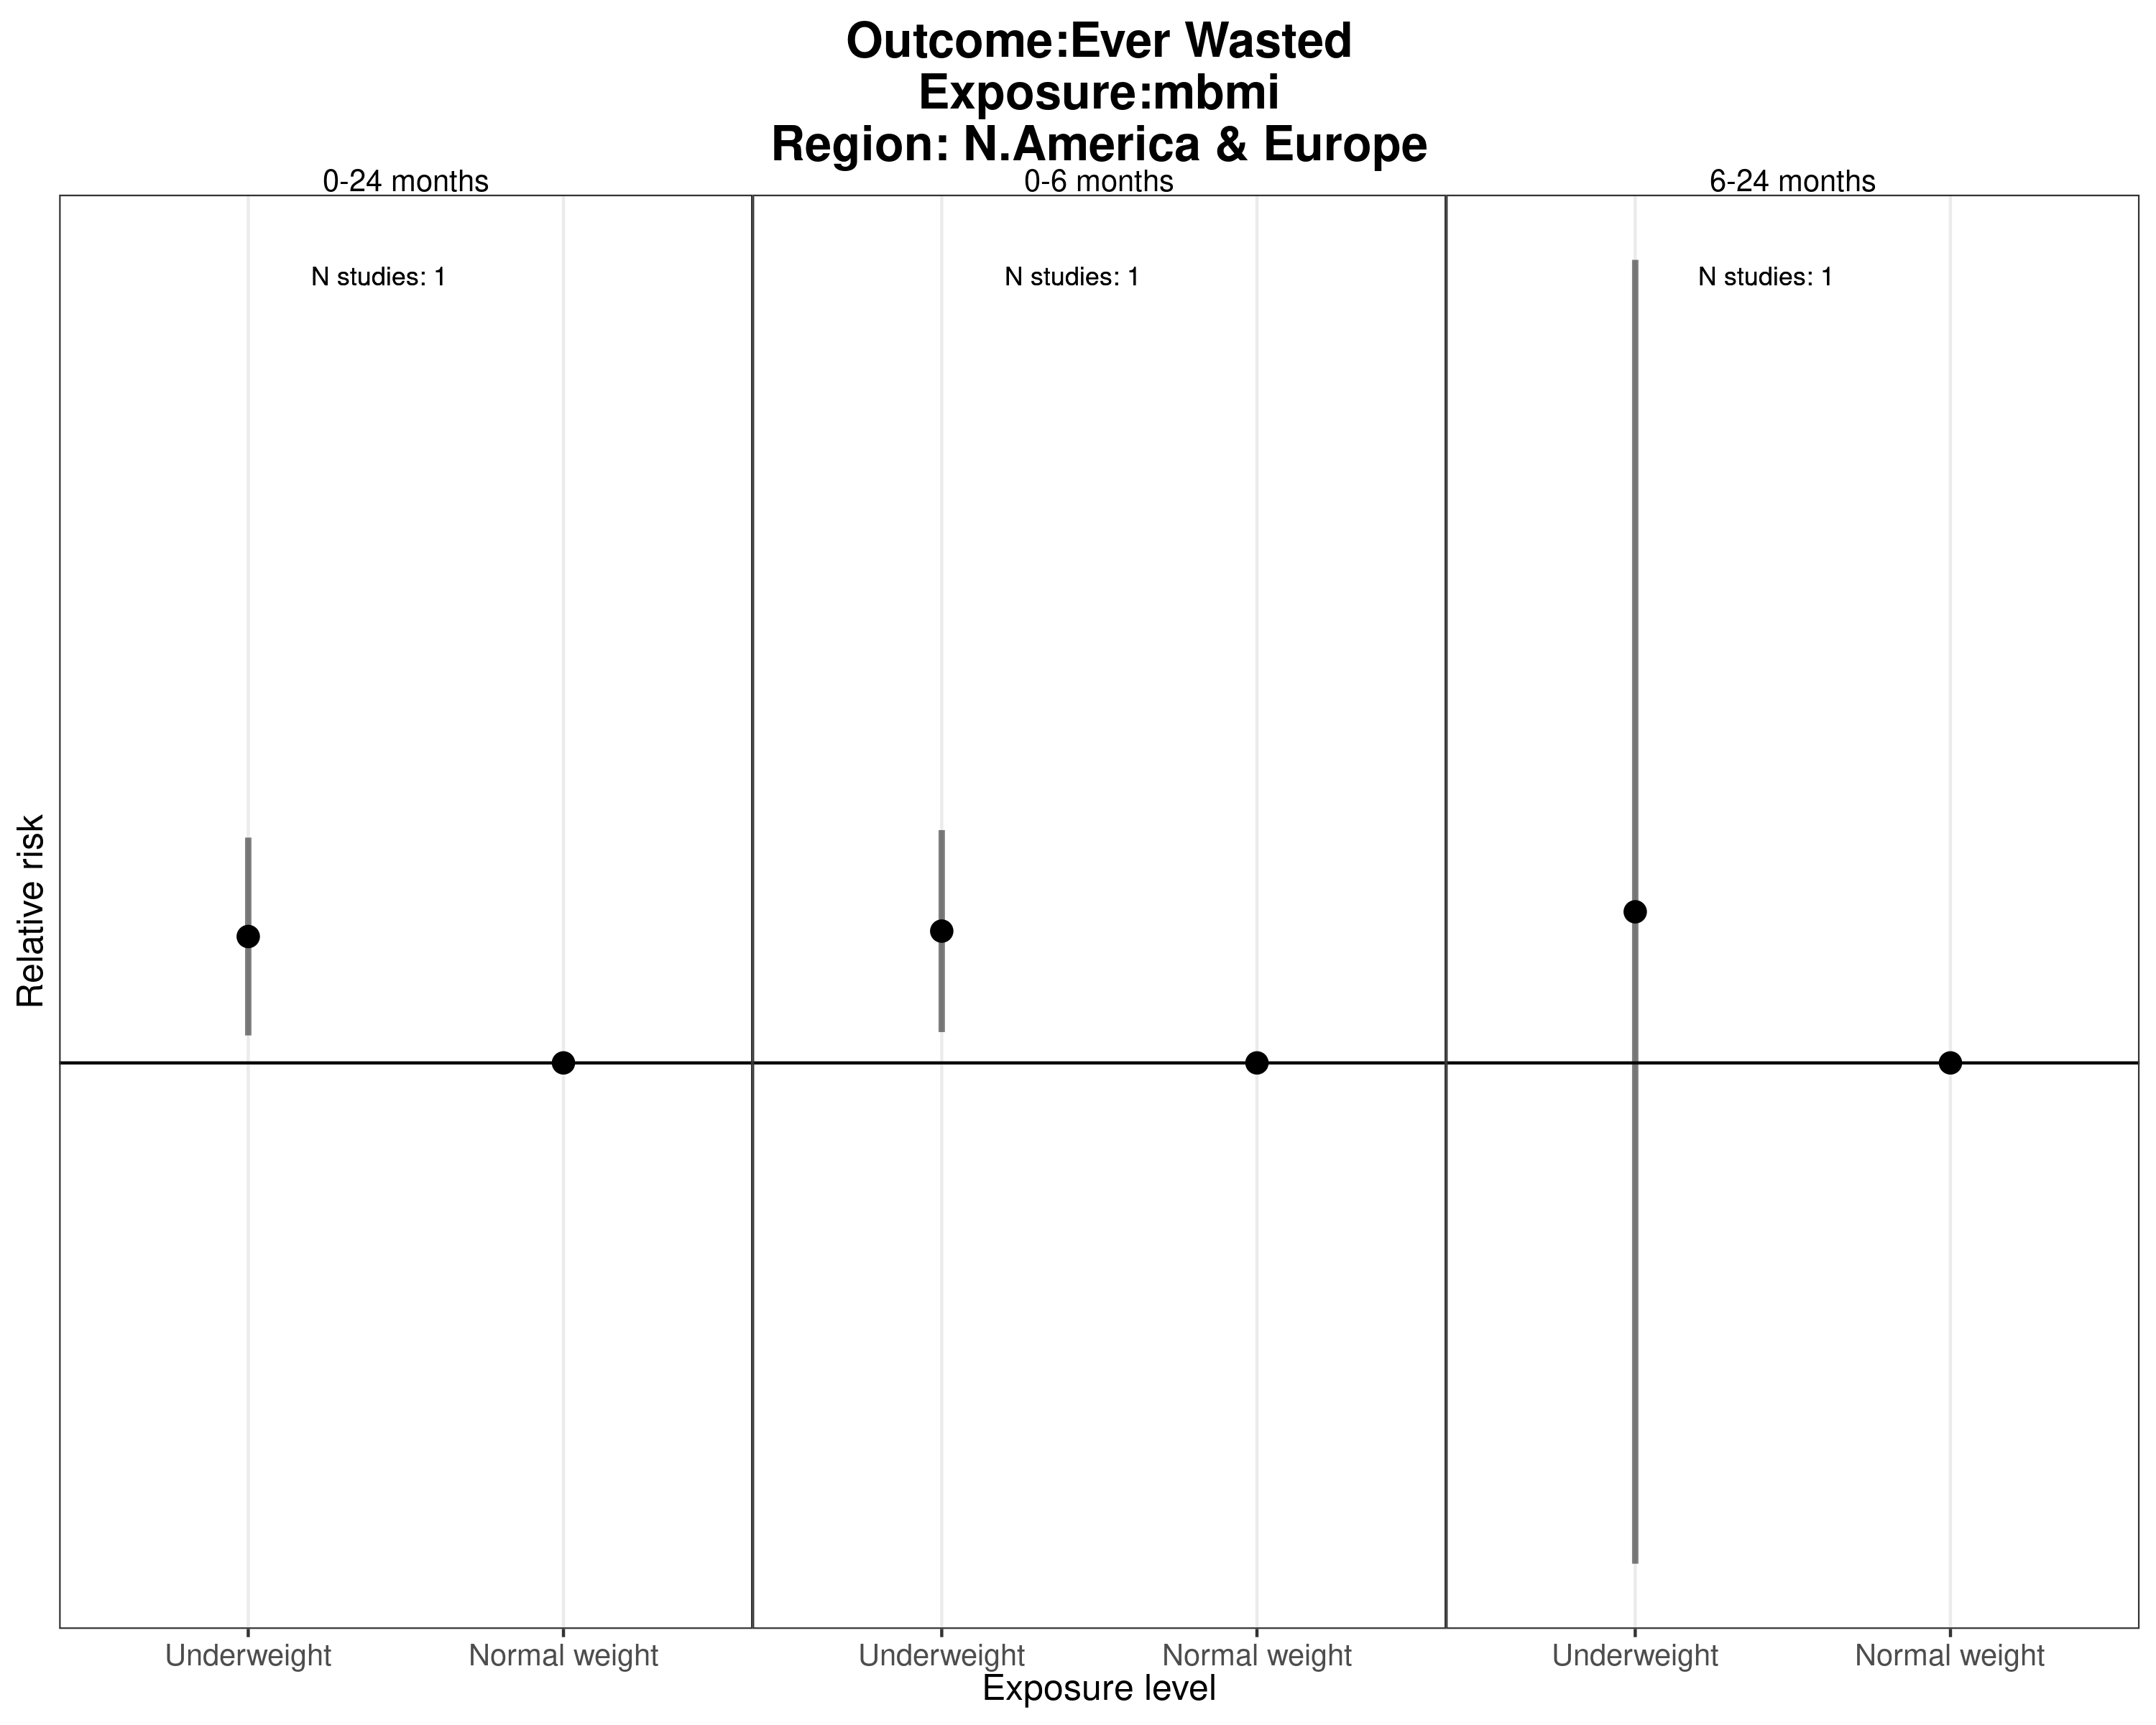 Outcome:Ever Wasted
Exposure:mbmi
Region: N.America & Europe
0-24 months
0-6 months
6-24 months
N studies: 1
N studies: 1
N studies: 1
Relative risk
Underweight
Normal weight
Underweight
Normal weight
Underweight
Normal weight
Exposure level